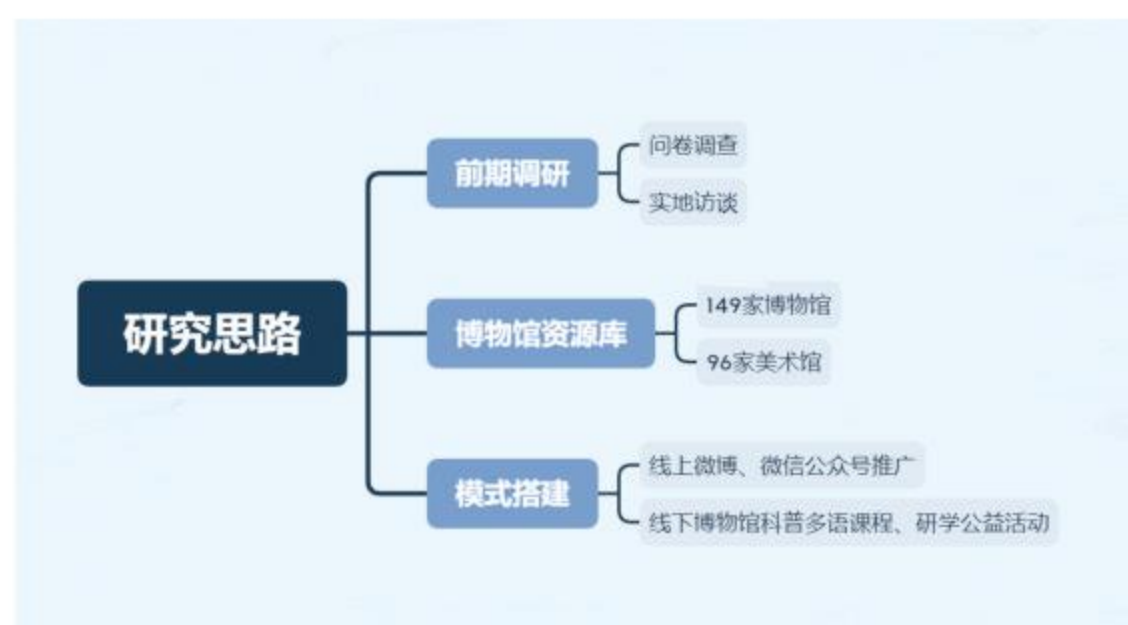 研究思路
前期调研
问卷调查
实地访谈
博物馆资源库
149家博物馆
96家美术馆
模式搭建
线上微博、微信公众号推广
线下博物馆科普多语课程、研学公益活动